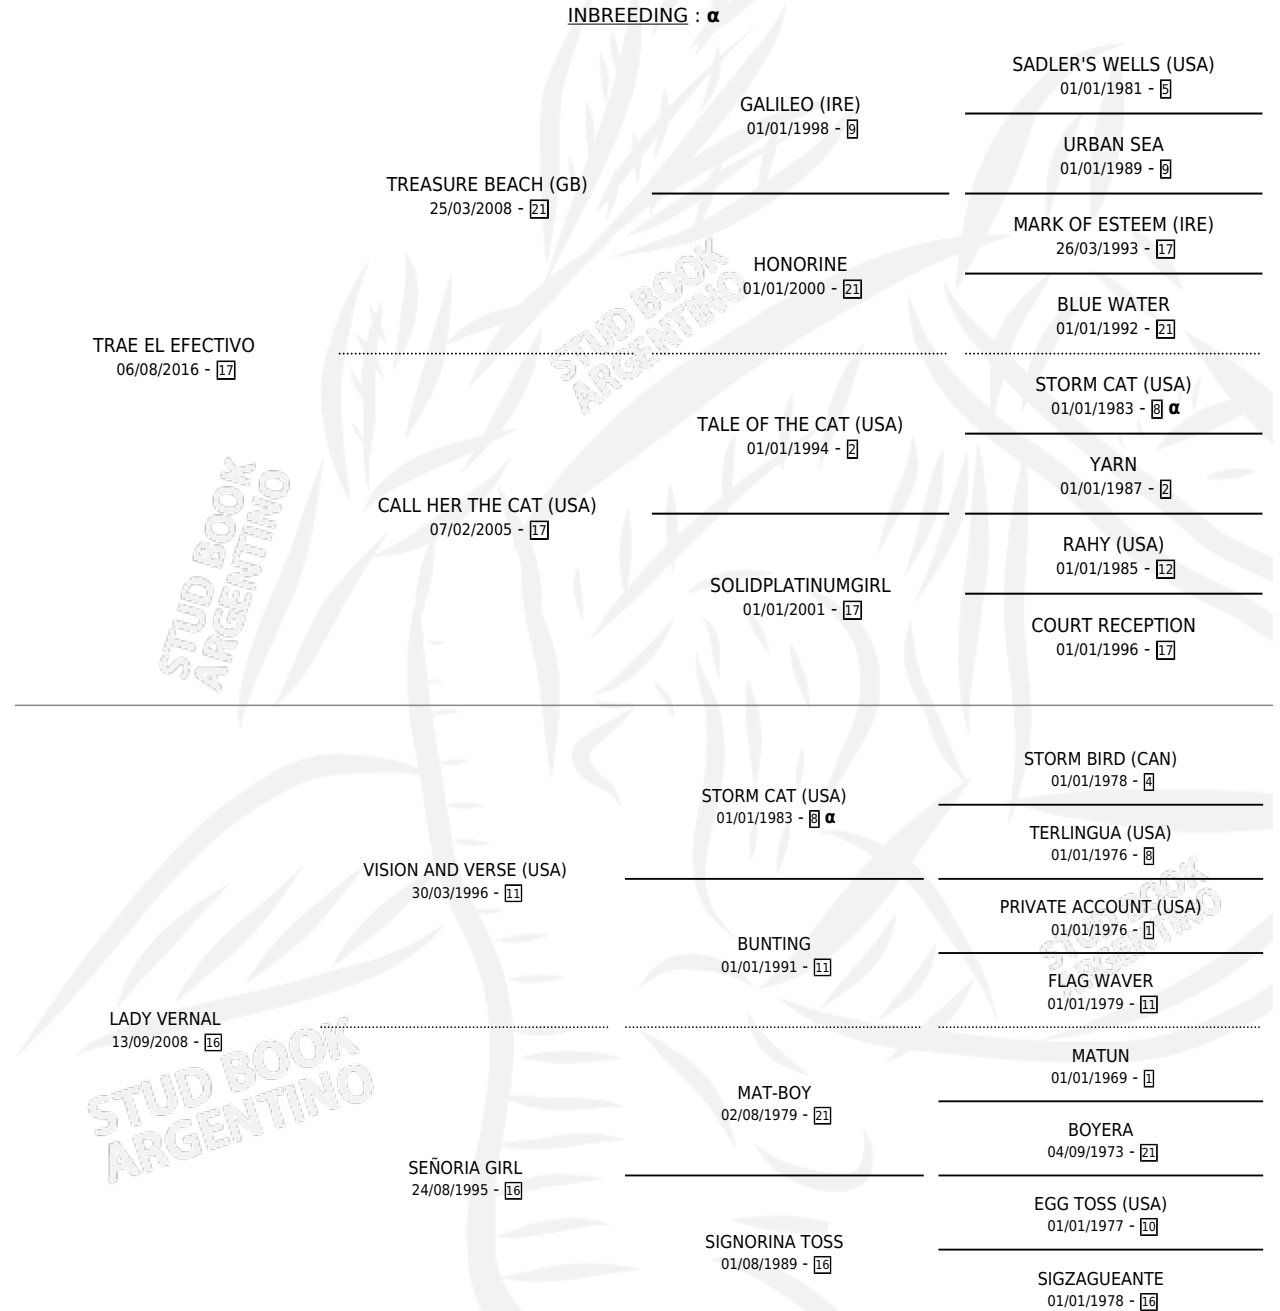 INBREEDING : α
SADLER'S WELLS (USA)
01/01/1981 - 5
GALILEO (IRE)
01/01/1998 - 9
URBAN SEA
01/01/1989 - 9
TREASURE BEACH (GB)
25/03/2008 - 21
MARK OF ESTEEM (IRE)
26/03/1993 - 17
HONORINE
01/01/2000 - 21
BLUE WATER
01/01/1992 - 21
TRAE EL EFECTIVO
06/08/2016 - 17
STORM CAT (USA)
01/01/1983 - 8 α
TALE OF THE CAT (USA)
01/01/1994 - 2
YARN
01/01/1987 - 2
CALL HER THE CAT (USA)
07/02/2005 - 17
RAHY (USA)
01/01/1985 - 12
SOLIDPLATINUMGIRL
01/01/2001 - 17
COURT RECEPTION
01/01/1996 - 17
STORM BIRD (CAN)
01/01/1978 - 4
STORM CAT (USA)
01/01/1983 - 8 α
TERLINGUA (USA)
01/01/1976 - 8
VISION AND VERSE (USA)
30/03/1996 - 11
PRIVATE ACCOUNT (USA)
01/01/1976 - 1
BUNTING
01/01/1991 - 11
FLAG WAVER
01/01/1979 - 11
LADY VERNAL
13/09/2008 - 16
MATUN
01/01/1969 - 1
MAT-BOY
02/08/1979 - 21
BOYERA
04/09/1973 - 21
SEÑORIA GIRL
24/08/1995 - 16
EGG TOSS (USA)
01/01/1977 - 10
SIGNORINA TOSS
01/08/1989 - 16
SIGZAGUEANTE
01/01/1978 - 16
STUD BOOK
ARGENTINO
STUD BOOK
ARGENTINO
STUD BOOK
ARGENTINO
STUD BOOK
ARGENTINO